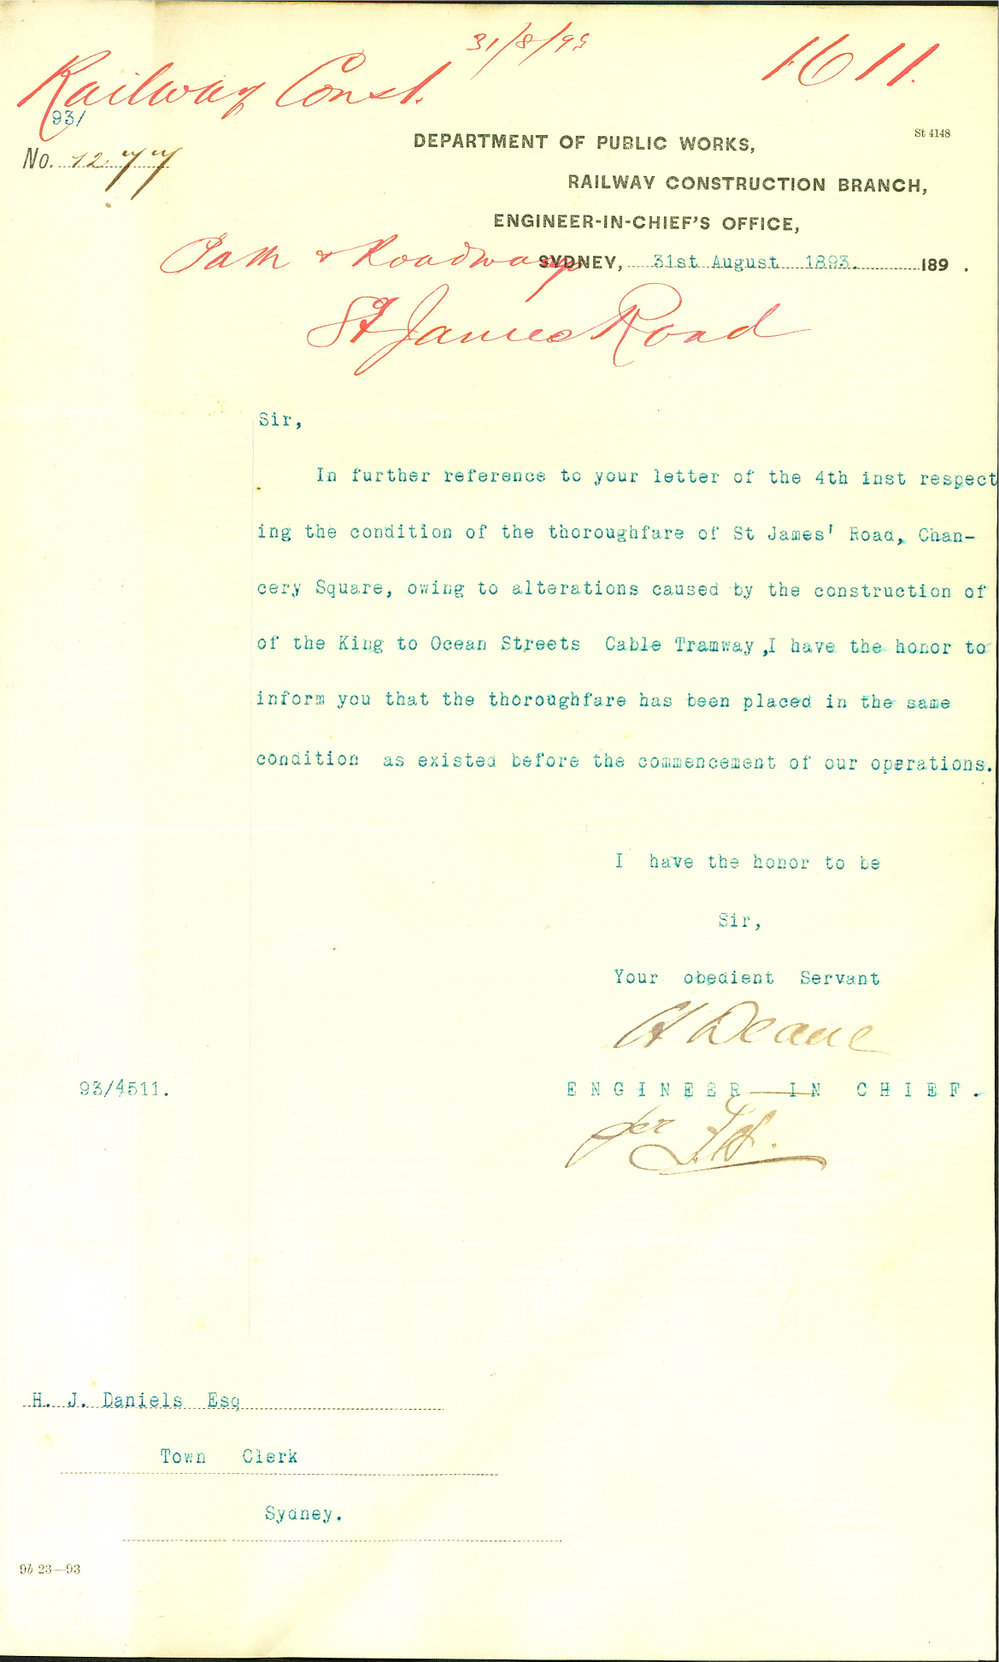 31/8/93
1611.
Railway Const.
93/
No. 1277
St 4148
DEPARTMENT OF PUBLIC WORKS,
RAILWAY CONSTRUCTION BRANCH,
ENGINEER-IN-CHIEF'S OFFICE,
SYDNEY, 31st August 1893. 189 .
Path & Roadway
St James Road
Sir,
In further reference to your letter of the 4th inst respect
ing the condition of the thoroughfare of St James' Road, Chan-
cery Square, owing to alterations caused by the construction of
of the King to Ocean Streets Cable Tramway ,I have the honor to
inform you that the thoroughfare has been placed in the same
condition as existed before the commencement of our operations.
I have the honor to be
Sir,
Your obedient Servant
H Deane
93/4511.
ENGINEER—IN CHIEF.
per
H. J. Daniels Esq
Town Clerk
Sydney.
23—93